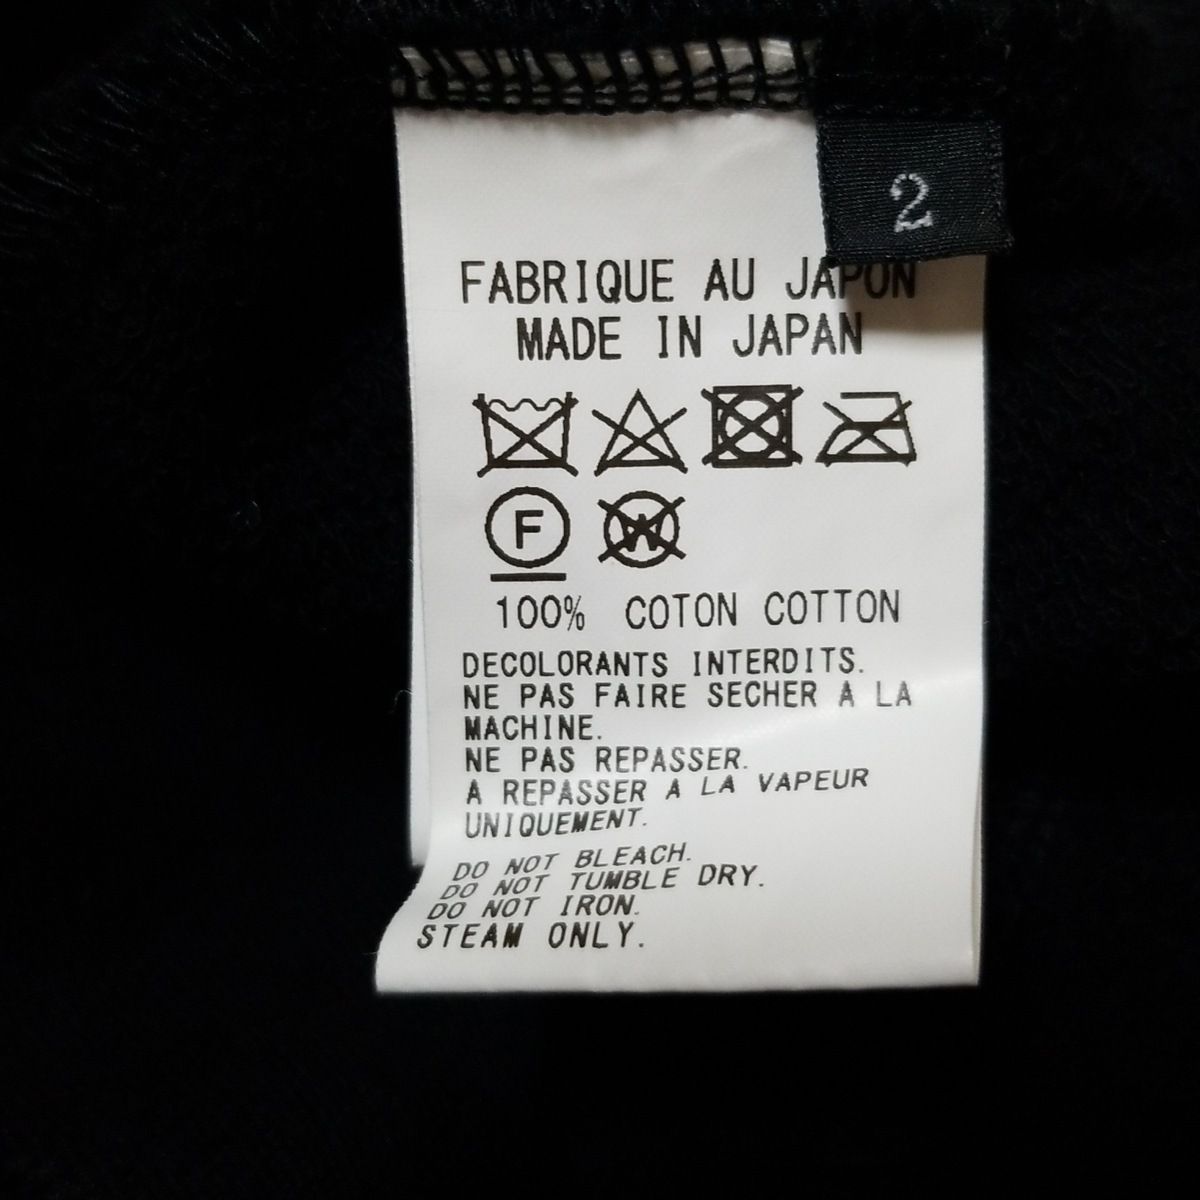 2
FABRIQUE AU JAPON
MADE IN JAPAN
F W
100% COTON COTTON
DECOLORANTS INTERDITS.
NE PAS FAIRE SECHER A LA
MACHINE.
NE PAS REPASSER.
A REPASSER A LA VAPEUR
UNIQUEMENT.
DO NOT BLEACH.
DO NOT TUMBLE DRY.
DO NOT IRON.
STEAM ONLY.